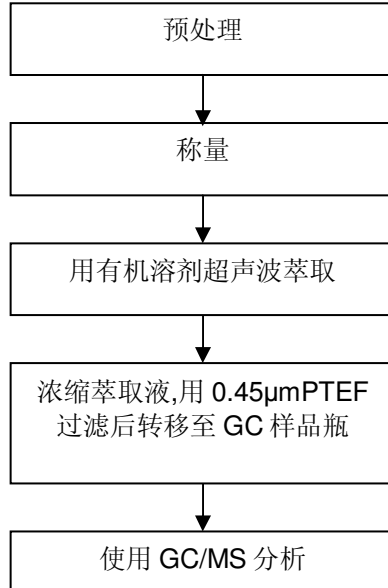 预处理
称量
用有机溶剂超声波萃取
浓缩萃取液,用 0.45µmPTEF
过滤后转移至 GC 样品瓶
使用 GC/MS 分析